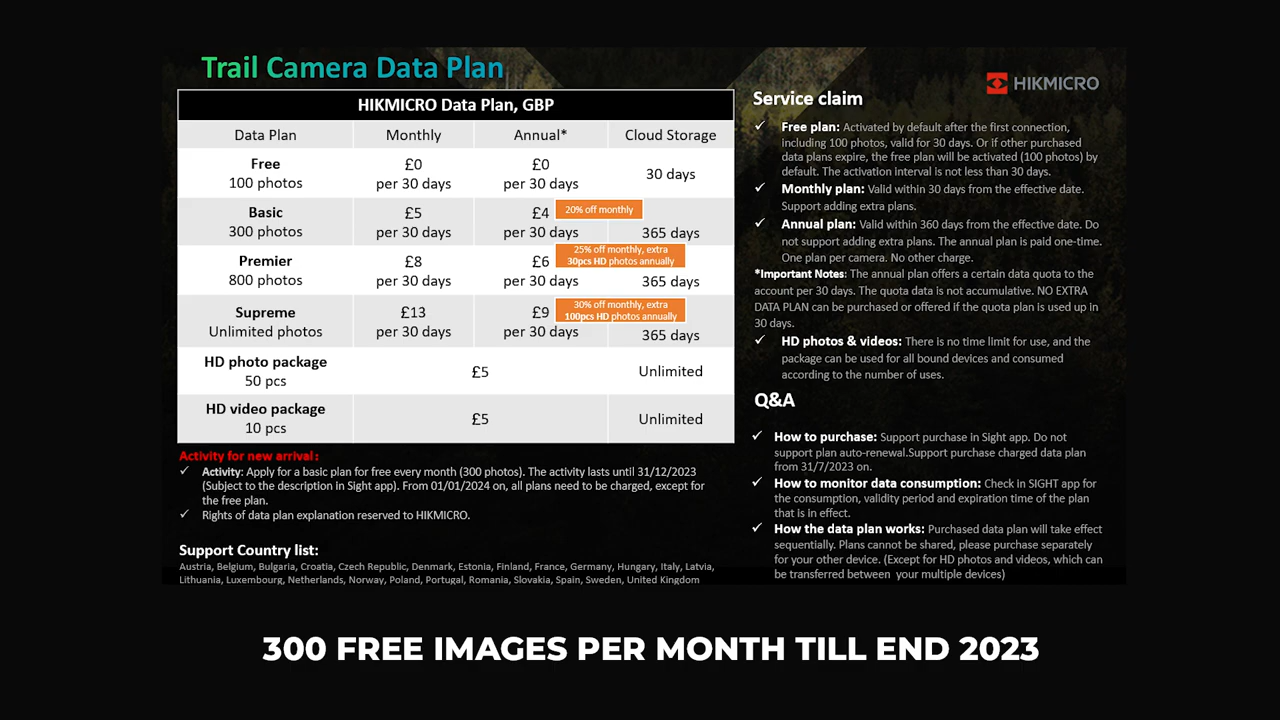 Trail Camera Data Plan
HIKMICRO
HIKMICRO Data Plan, GBP
Data Plan Monthly Annual* Cloud Storage
Free
100 photos
£0
per 30 days
£0
per 30 days
30 days
Basic
300 photos
£5
per 30 days
£4
per 30 days
20% off monthly
365 days
Premier
800 photos
£8
per 30 days
£6
per 30 days
25% off monthly, extra
30pcs HD photos annually
365 days
Supreme
Unlimited photos
£13
per 30 days
£9
per 30 days
30% off monthly, extra
100pcs HD photos annually
365 days
HD photo package
50 pcs
£5
Unlimited
HD video package
10 pcs
£5
Unlimited
Activity for new arrival:
✓ Activity: Apply for a basic plan for free every month (300 photos). The activity lasts until 31/12/2023
(Subject to the description in Sight app). From 01/01/2024 on, all plans need to be charged, except for
the free plan.
✓ Rights of data plan explanation reserved to HIKMICRO.
Support Country list:
Austria, Belgium, Bulgaria, Croatia, Czech Republic, Denmark, Estonia, Finland, France, Germany, Hungary, Italy, Latvia,
Lithuania, Luxembourg, Netherlands, Norway, Poland, Portugal, Romania, Slovakia, Spain, Sweden, United Kingdom
Service claim
✓ Free plan: Activated by default after the first connection,
including 100 photos, valid for 30 days. Or if other purchased
data plans expire, the free plan will be activated (100 photos) by
default. The activation interval is not less than 30 days.
✓ Monthly plan: Valid within 30 days from the effective date.
Support adding extra plans.
✓ Annual plan: Valid within 360 days from the effective date. Do
not support adding extra plans. The annual plan is paid one-time.
One plan per camera. No other charge.
*Important Notes: The annual plan offers a certain data quota to the
account per 30 days. The quota data is not accumulative. NO EXTRA
DATA PLAN can be purchased or offered if the quota plan is used up in
30 days.
✓ HD photos & videos: There is no time limit for use, and the
package can be used for all bound devices and consumed
according to the number of uses.
Q&A
✓ How to purchase: Support purchase in Sight app. Do not
support plan auto-renewal.Support purchase charged data plan
from 31/7/2023 on.
✓ How to monitor data consumption: Check in SIGHT app for
the consumption, validity period and expiration time of the plan
that is in effect.
✓ How the data plan works: Purchased data plan will take effect
sequentially. Plans cannot be shared, please purchase separately
for your other device. (Except for HD photos and videos, which can
be transferred between your multiple devices)
300 FREE IMAGES PER MONTH TILL END 2023